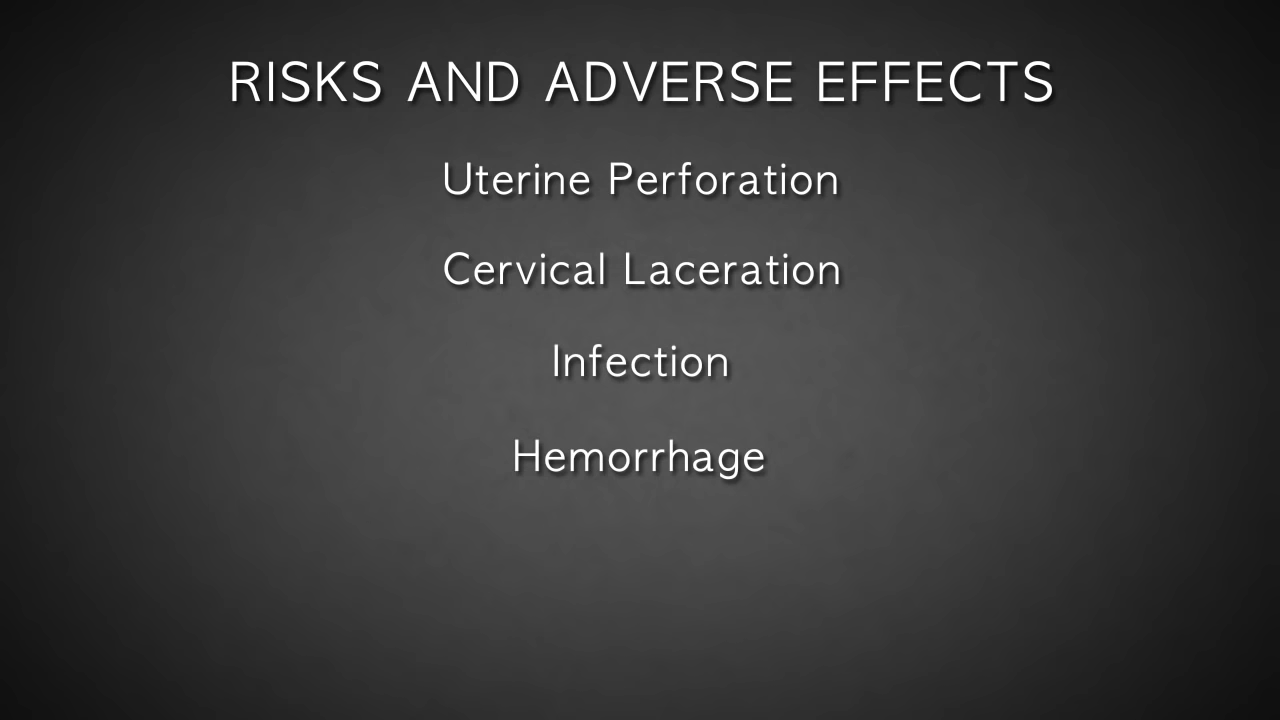 RISKS AND ADVERSE EFFECTS
Uterine Perforation
Cervical Laceration
Infection
Hemorrhage